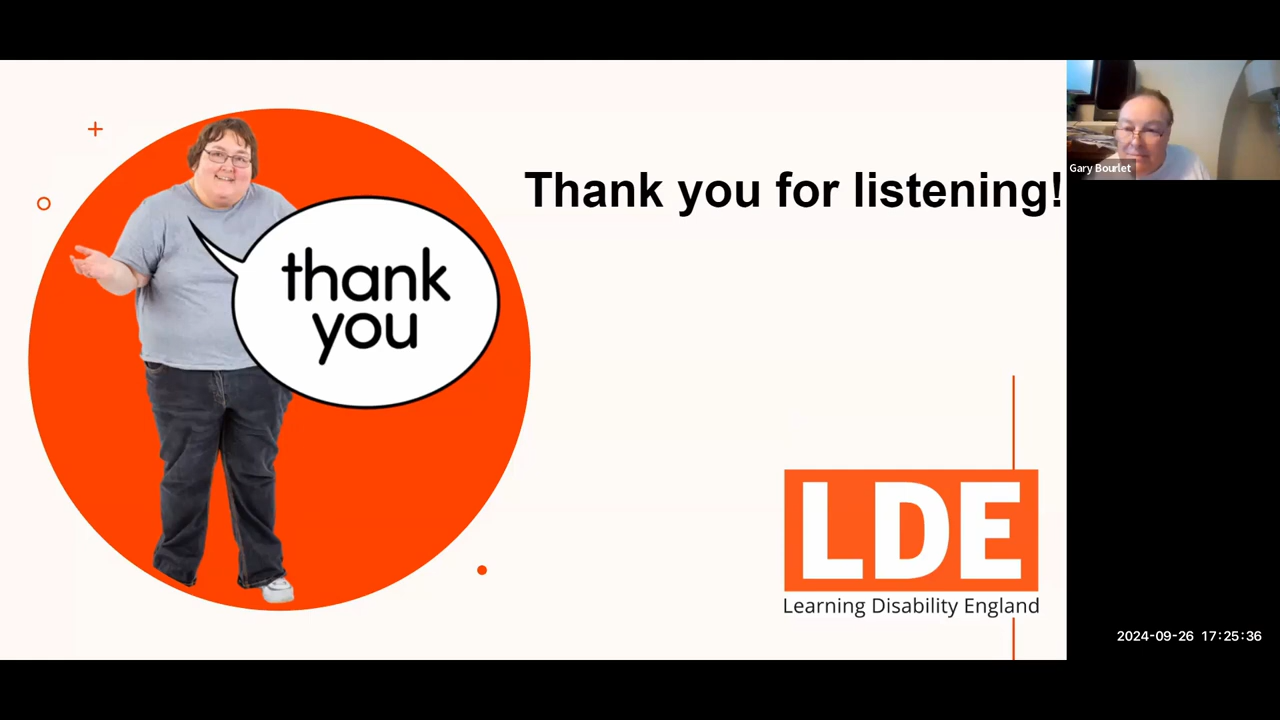 Thank you for listening!
thank
you
LDE
Learning Disability England
Gary Bourlet
2024-09-26 17:25:36